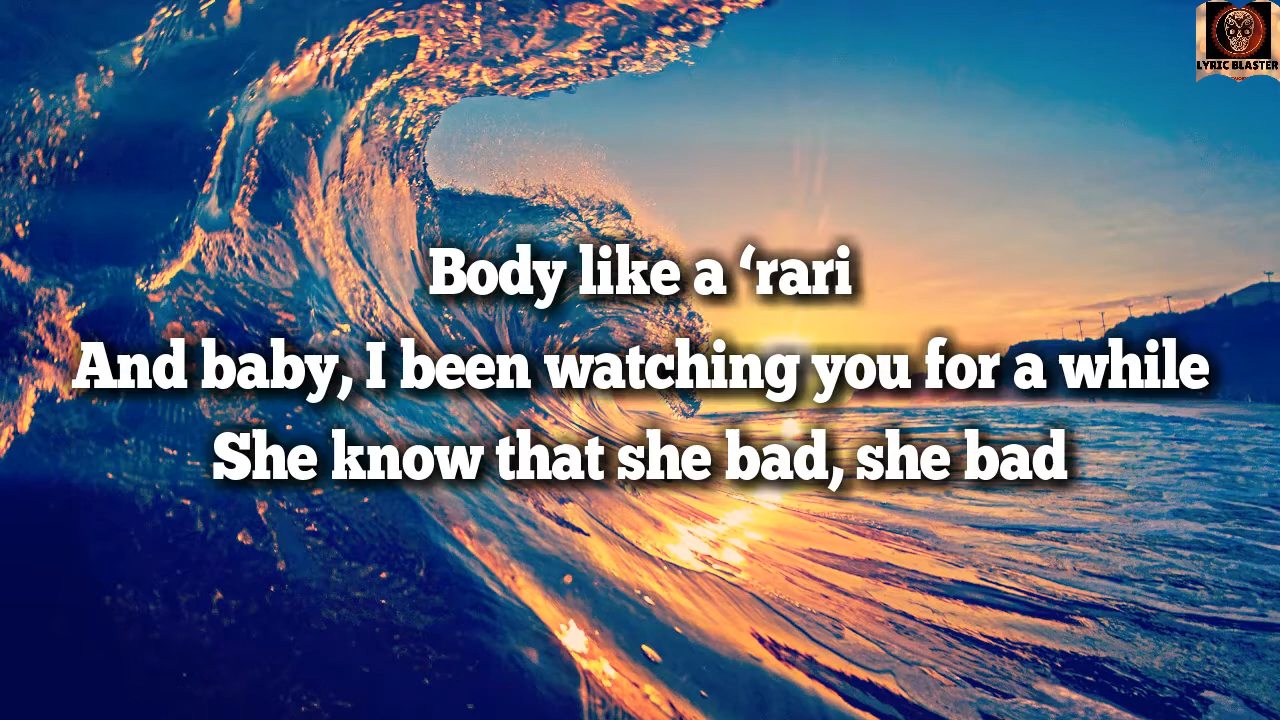 LYRIC BLASTER
Body like a ‘rari
And baby, I been watching you for a while
She know that she bad, she bad